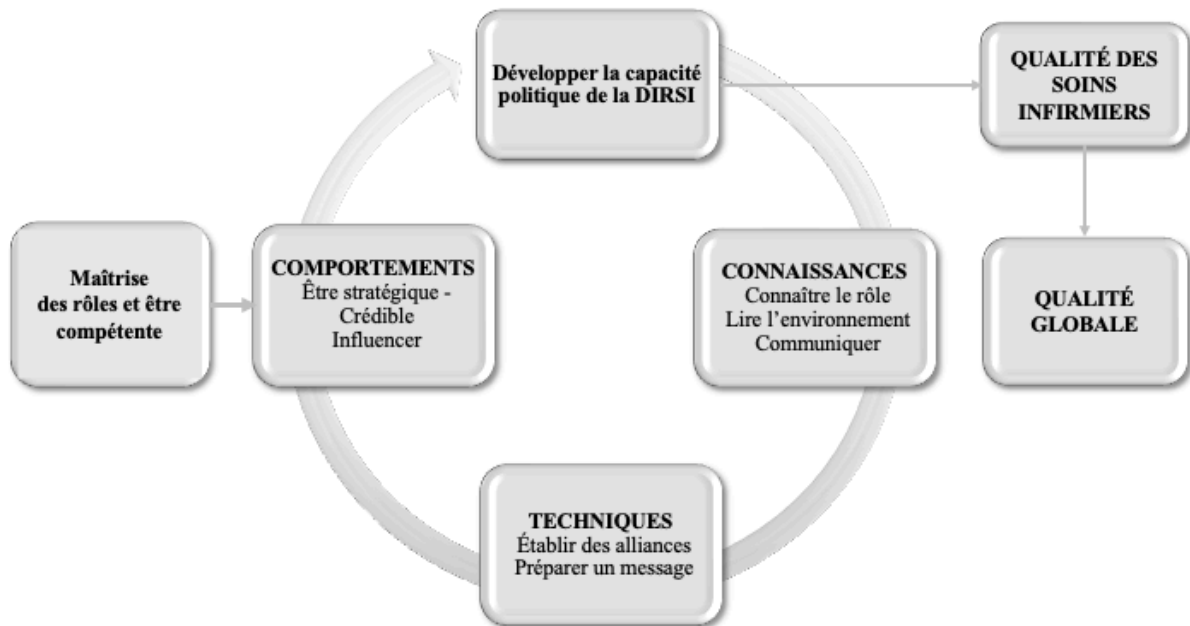 Développer la capacité
politique de la DIRSI
QUALITÉ DES
SOINS
INFIRMIERS
Maîtrise
des rôles et être
compétente
COMPORTEMENTS
Être stratégique -
Crédible
Influencer
CONNAISSANCES
Connaître le rôle
Lire l’environnement
Communiquer
QUALITÉ
GLOBALE
TECHNIQUES
Établir des alliances
Préparer un message